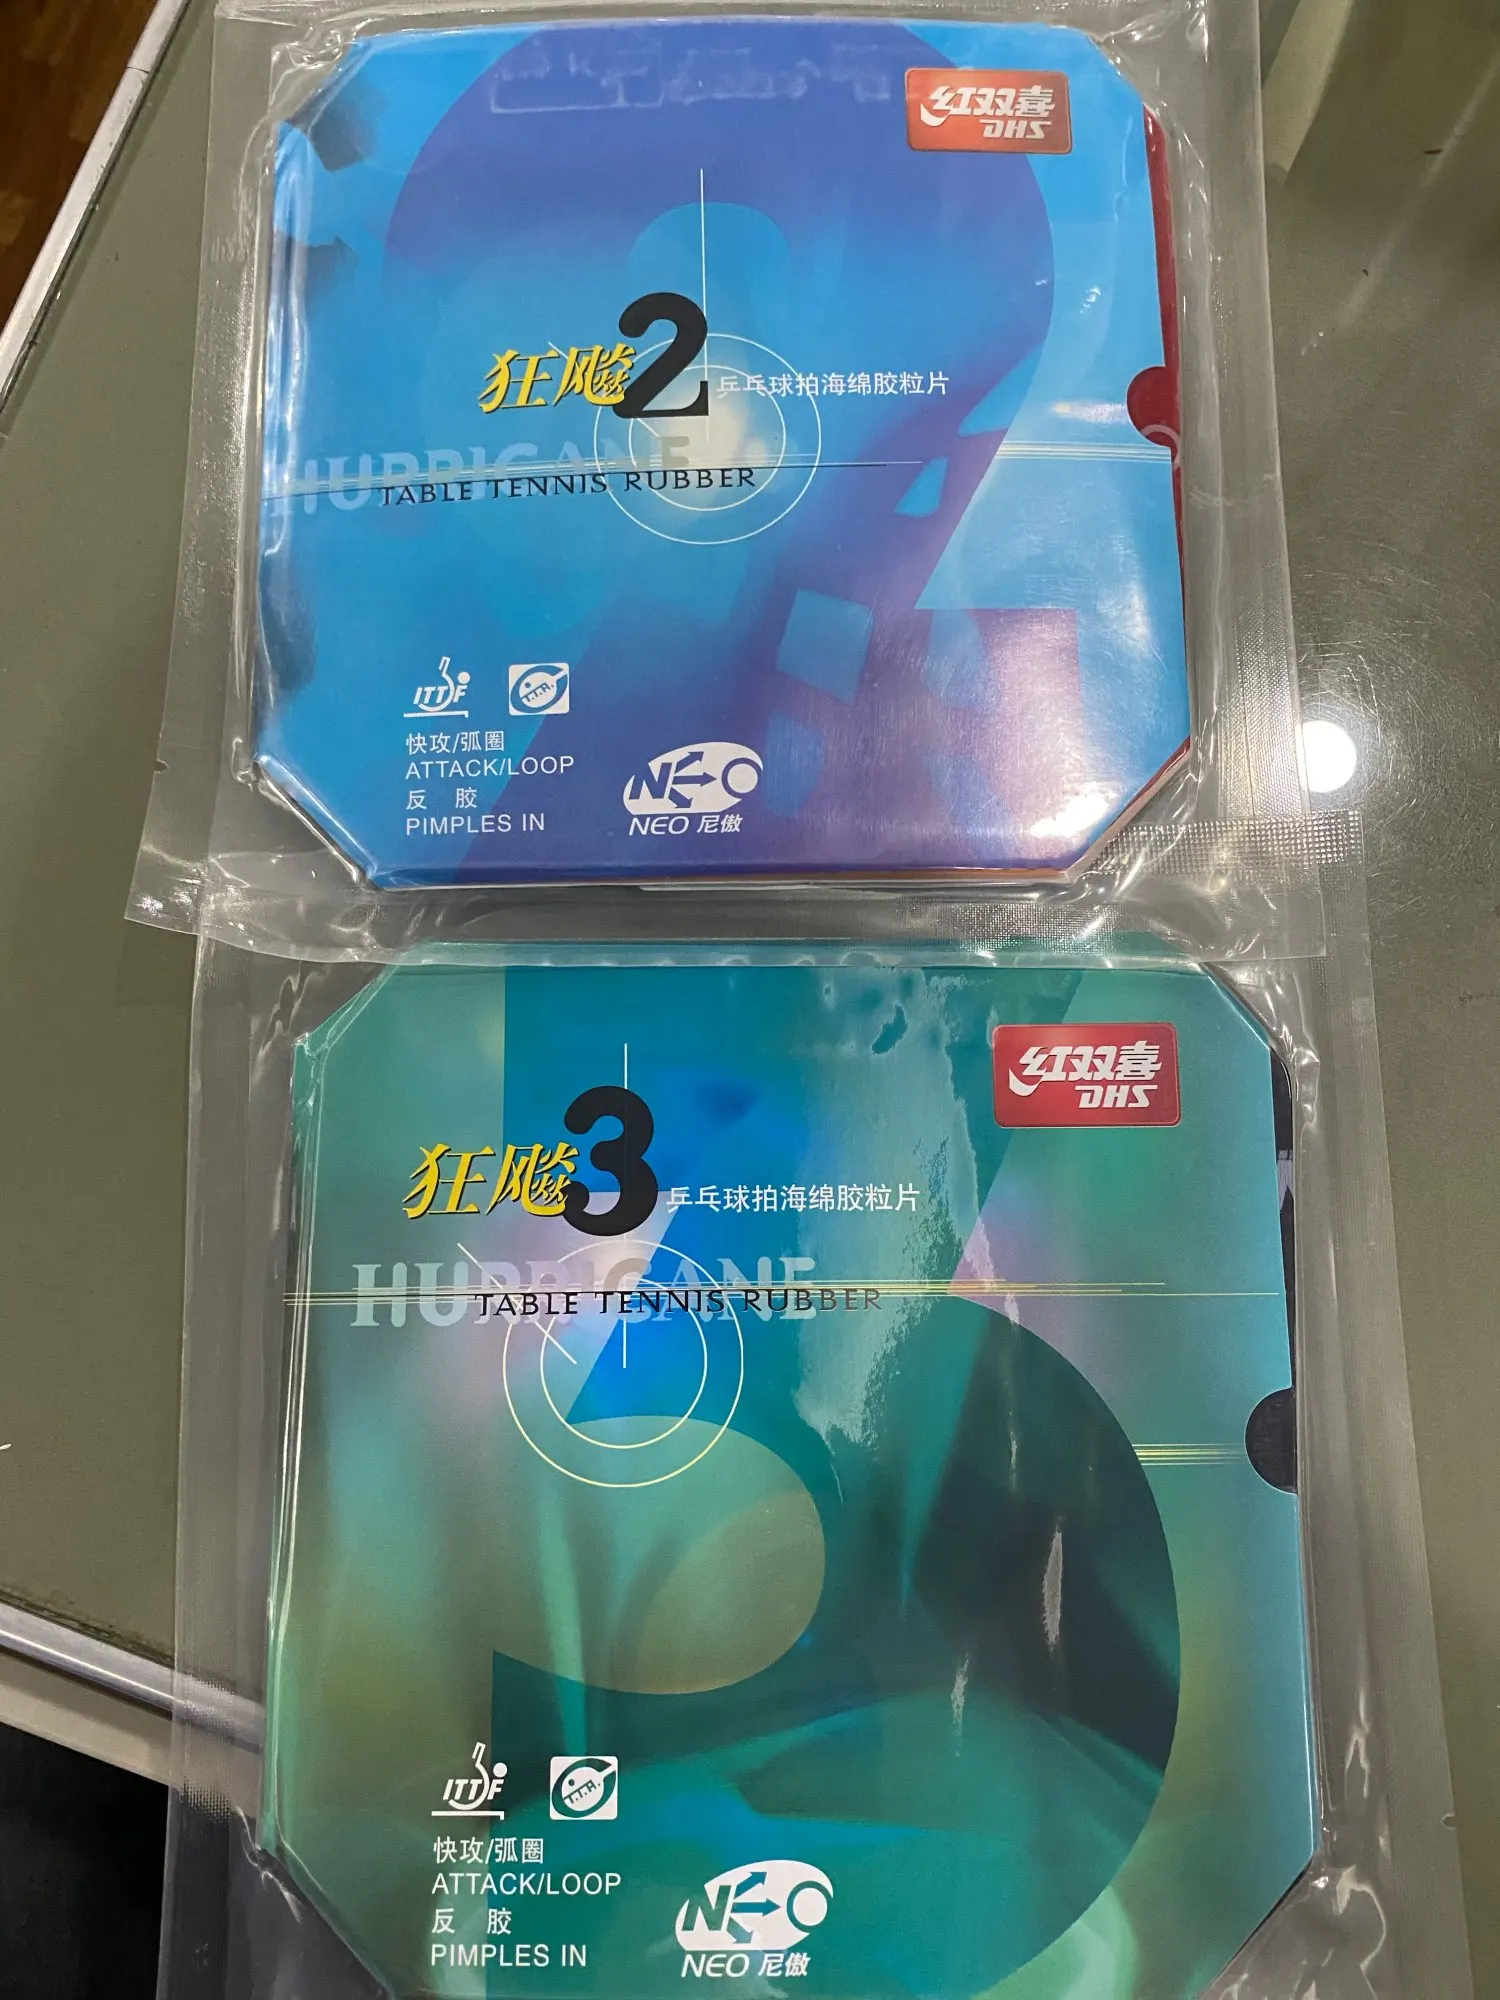 红双喜
DHS
狂飚2 乒乓球拍海绵胶粒片
HURRICANE
TABLE TENNIS RUBBER
ITTF
T.T.R.
快攻/弧圈
ATTACK/LOOP
反 胶
PIMPLES IN
NEO
NEO 尼傲
红双喜
DHS
狂飚3 乒乓球拍海绵胶粒片
HURRICANE
TABLE TENNIS RUBBER
ITTF
T.T.R.
快攻/弧圈
ATTACK/LOOP
反 胶
PIMPLES IN
NEO
NEO 尼傲